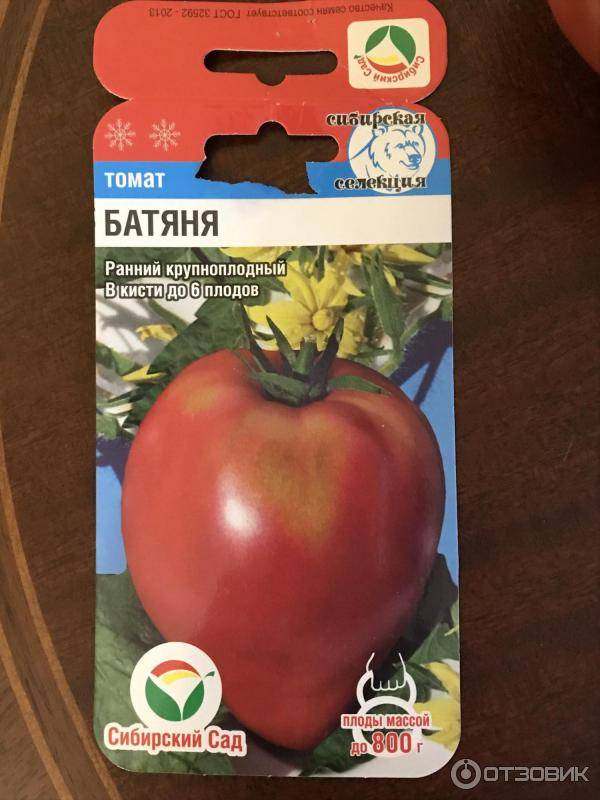 Качество семян соответствует ГОСТ 32592 - 2013
Сибирский Сад
сибирская
селекция
томат
БАТЯНЯ
Ранний крупноплодный
В кисти до 6 плодов
Сибирский Сад
плоды массой
до 800 г
ОТЗОВИК